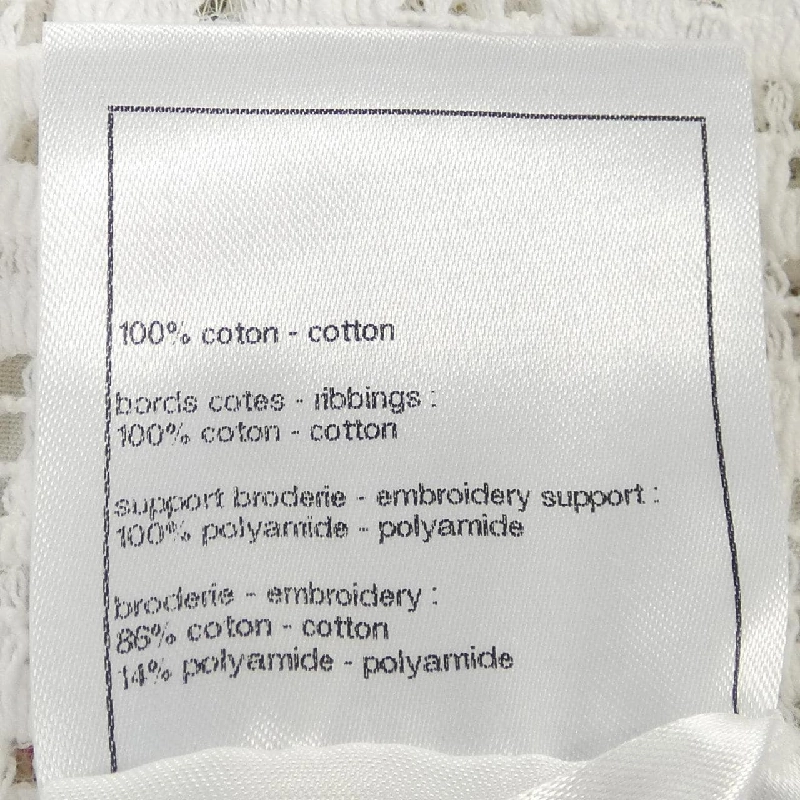 100% coton - cotton
bords cotes - ribbings :
100% coton - cotton
support broderie - embroidery support :
100% polyamide - polyamide
broderie - embroidery :
86% coton - cotton
14% polyamide - polyamide